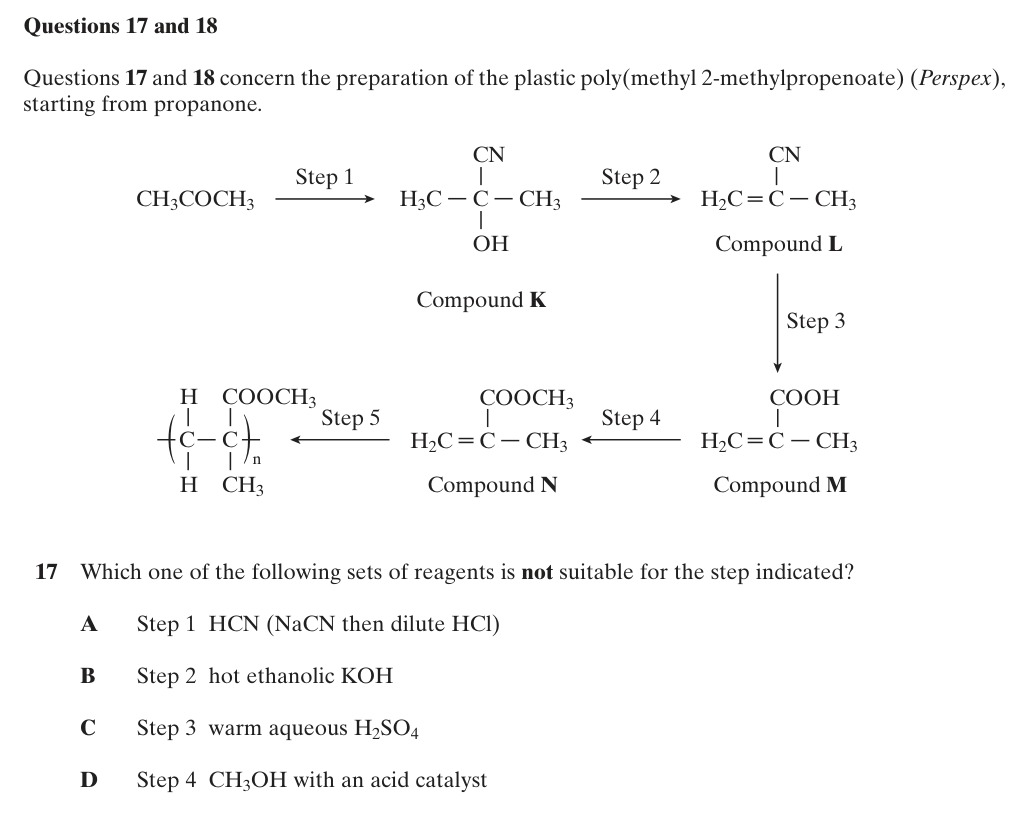 Questions 17 and 18
Questions 17 and 18 concern the preparation of the plastic poly(methyl 2-methylpropenoate) (Perspex),
starting from propanone.
CH₃COCH₃
Step 1
CN
H₃C — C — CH₃
OH
Compound K
Step 2
CN
H₂C = C — CH₃
Compound L
Step 3
COOH
H₂C = C — CH₃
Compound M
Step 4
COOCH₃
H₂C = C — CH₃
Compound N
Step 5
H COOCH₃
( C — C )n
H CH₃
17 Which one of the following sets of reagents is not suitable for the step indicated?
A Step 1 HCN (NaCN then dilute HCl)
B Step 2 hot ethanolic KOH
C Step 3 warm aqueous H₂SO₄
D Step 4 CH₃OH with an acid catalyst